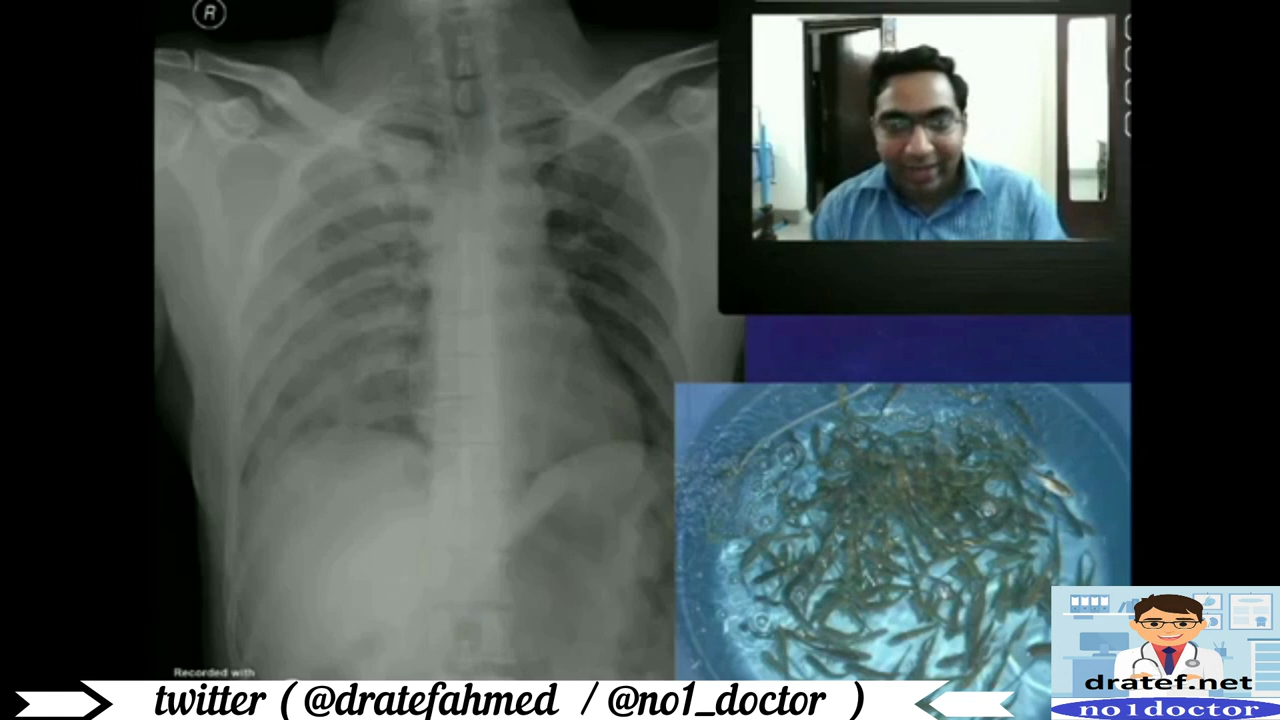 R
Recorded with
twitter ( @dratefahmed / @no1_doctor )
dratef.net
no1doctor